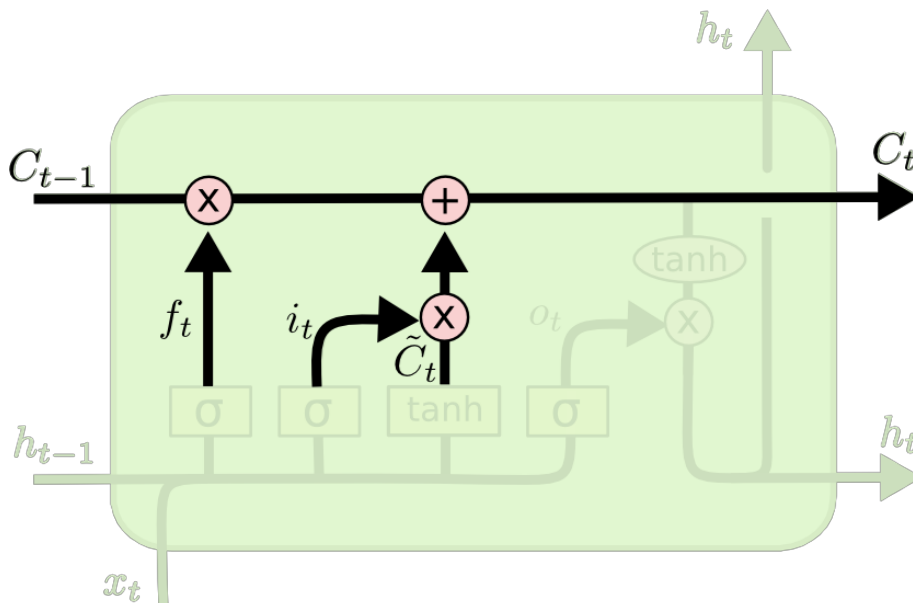 h_t
C_{t-1}
C_t
x
+
tanh
f_t
i_t
x
o_t
x
C̃_t
σ
σ
tanh
σ
h_{t-1}
h_t
x_t